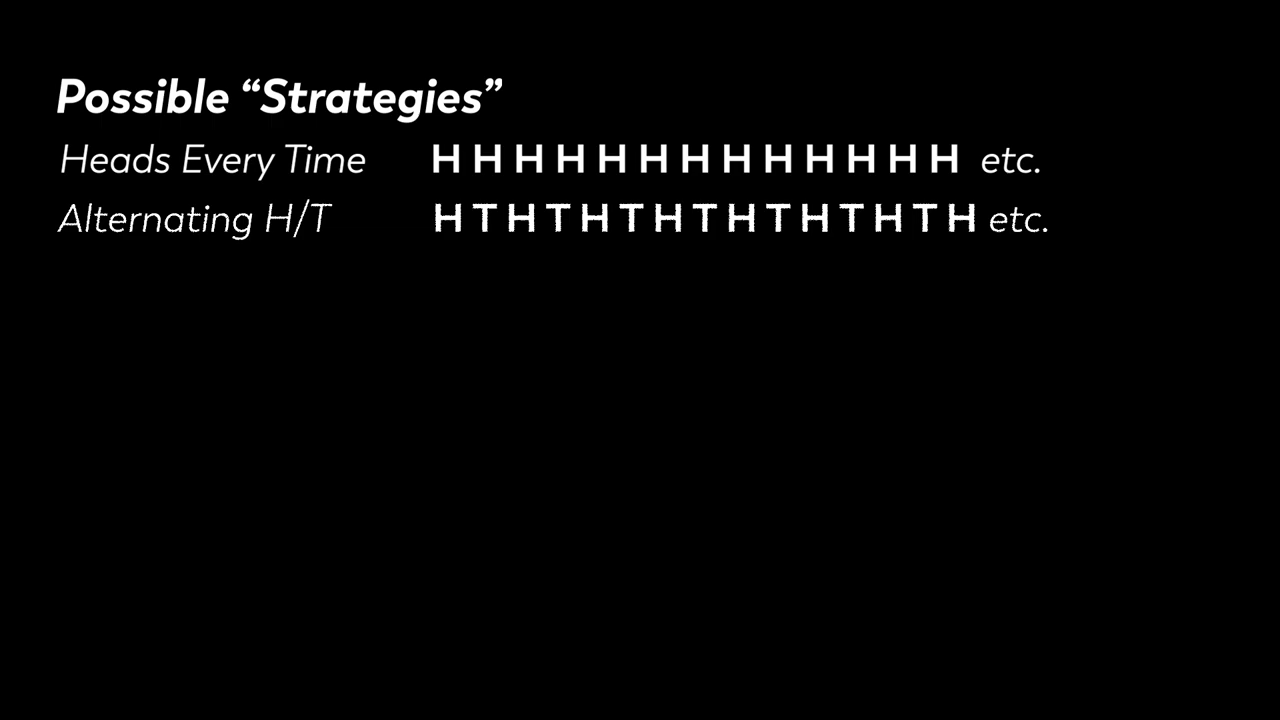 Possible “Strategies”
Heads Every Time H H H H H H H H H H H H H etc.
Alternating H/T H T H T H T H T H T H T H T H etc.